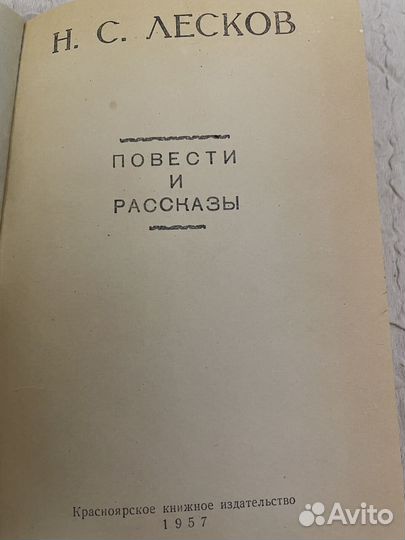 Н. С. ЛЕСКОВ
ПОВЕСТИ
И
РАССКАЗЫ
Красноярское книжное издательство
1957
Avito